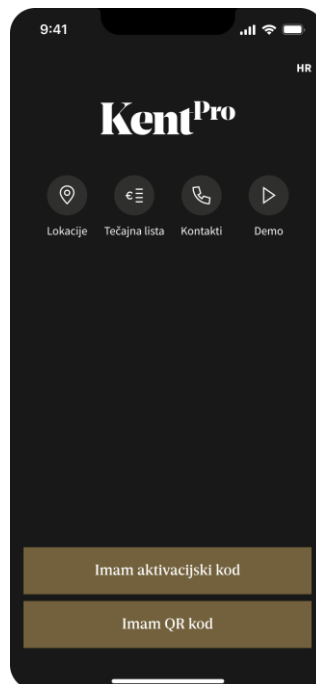 9:41
HR
KentPro
Lokacije Tečajna lista Kontakti Demo
Imam aktivacijski kod
Imam QR kod